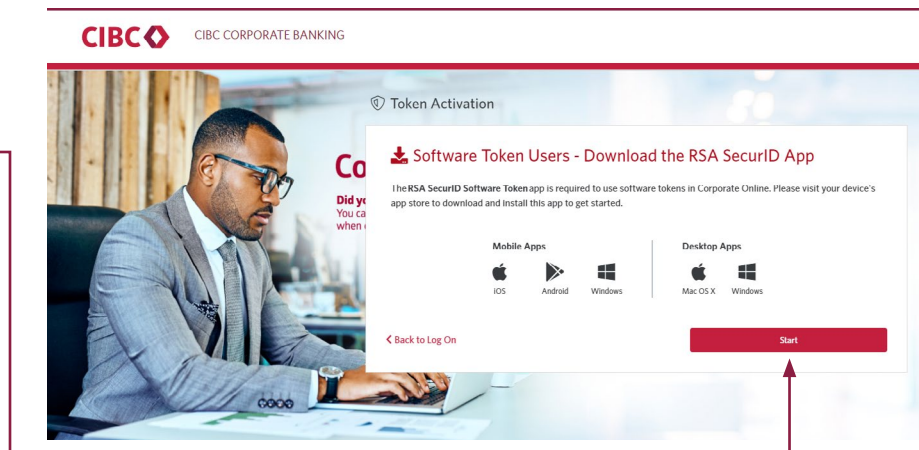 CIBC
CIBC CORPORATE BANKING
Token Activation
Co
Did yo
You ca
when
Software Token Users - Download the RSA SecurID App
The RSA SecurID Software Token app is required to use software tokens in Corporate Online. Please visit your device's
app store to download and install this app to get started.
Mobile Apps
Desktop Apps
iOS
Android
Windows
Mac OS X
Windows
Back to Log On
Start